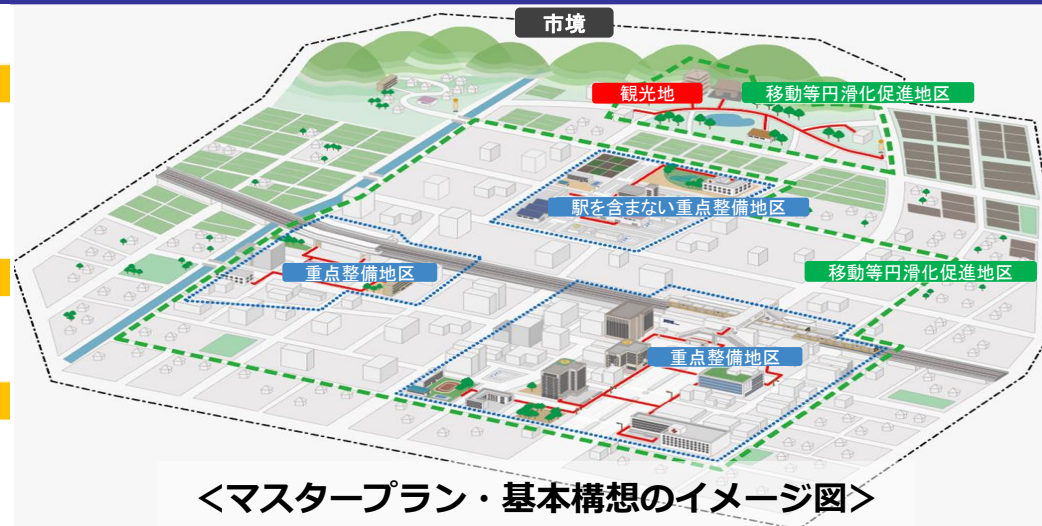 市境
観光地
移動等円滑化促進地区
駅を含まない重点整備地区
重点整備地区
移動等円滑化促進地区
重点整備地区
<マスタープラン・基本構想のイメージ図>